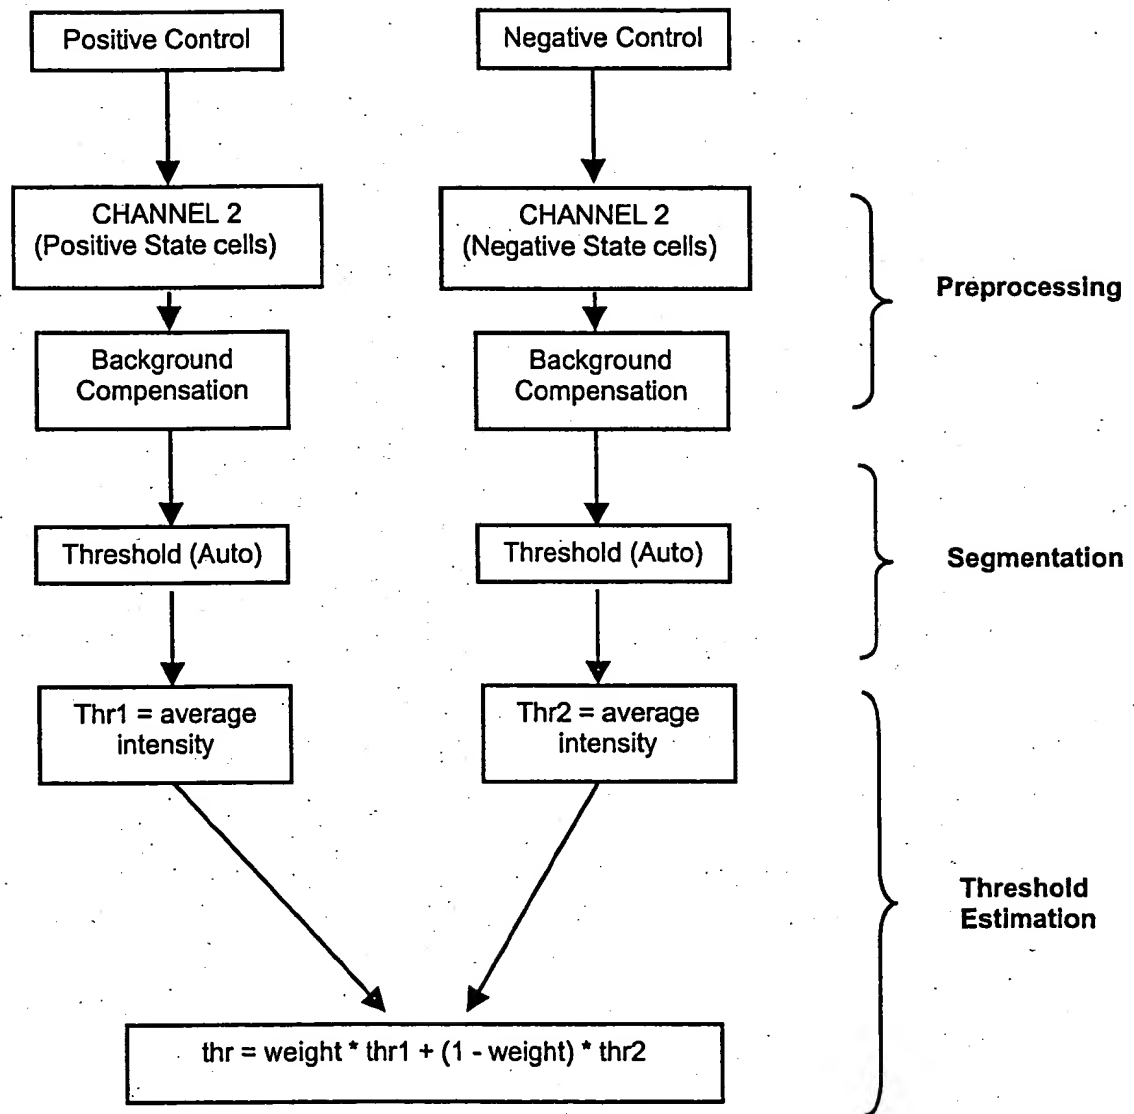 Positive Control
Negative Control
CHANNEL 2
(Positive State cells)
CHANNEL 2
(Negative State cells)
Preprocessing
Background
Compensation
Background
Compensation
Threshold (Auto)
Threshold (Auto)
Segmentation
Thr1 = average
intensity
Thr2 = average
intensity
Threshold
Estimation
thr = weight * thr1 + (1 - weight) * thr2